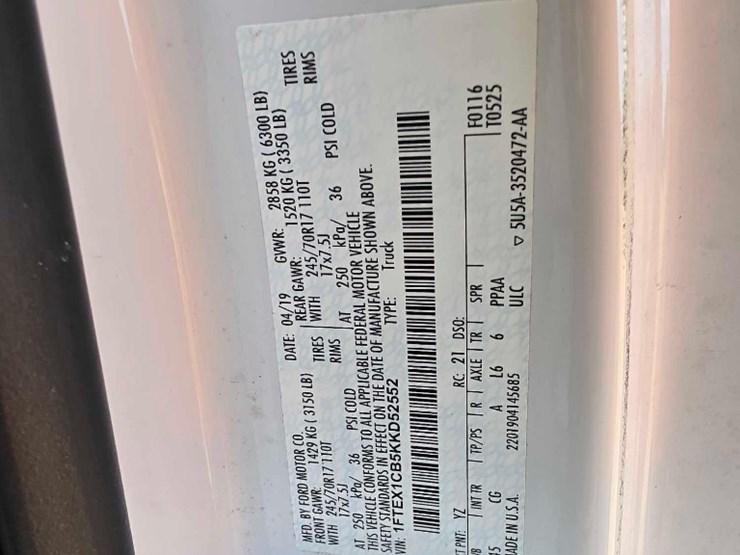 MFD. BY FORD MOTOR CO.
DATE: 04/19 GVWR: 2858 KG ( 6300 LB)
FRONT GAWR: 1429 KG ( 3150 LB) REAR GAWR: 1520 KG ( 3350 LB)
WITH 245/70R17 110T TIRES WITH 245/70R17 110T TIRES
17x7.5J RIMS 17x7.5J RIMS
AT 250 kPa/ 36 PSI COLD AT 250 kPa/ 36 PSI COLD
THIS VEHICLE CONFORMS TO ALL APPLICABLE FEDERAL MOTOR VEHICLE
SAFETY STANDARDS IN EFFECT ON THE DATE OF MANUFACTURE SHOWN ABOVE.
VIN: 1FTEX1CB5KKD52552 TYPE: Truck
F0116
T0525
PNT: YZ RC: 21 DSO:
INT TR TP/PS R AXLE TR SPR
CG A L6 6 PPAA
MADE IN U.S.A. 2201904145685 ULC ▽ 5U5A-3520472-AA